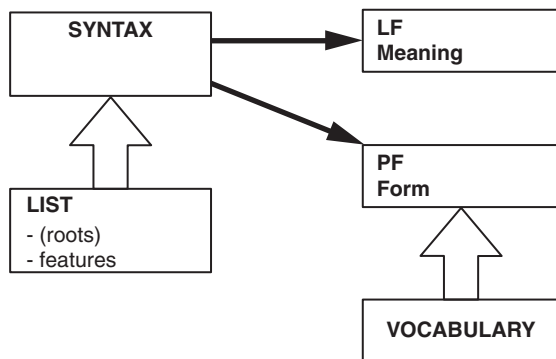 SYNTAX
LF
Meaning
PF
Form
LIST
- (roots)
- features
VOCABULARY